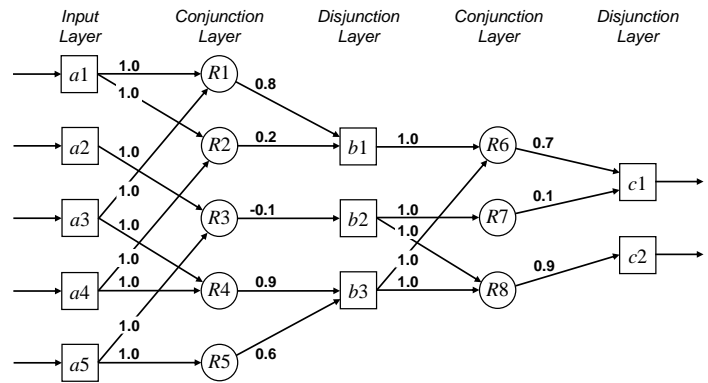 Input Layer
Conjunction Layer
Disjunction Layer
Conjunction Layer
Disjunction Layer
a1
1.0
1.0
R1
0.8
a2
1.0
R2
0.2
b1
1.0
R6
0.7
a3
1.0
1.0
R3
-0.1
b2
1.0
1.0
R7
0.1
c1
a4
1.0
1.0
R4
0.9
b3
1.0
1.0
R8
0.9
c2
a5
1.0
1.0
R5
0.6